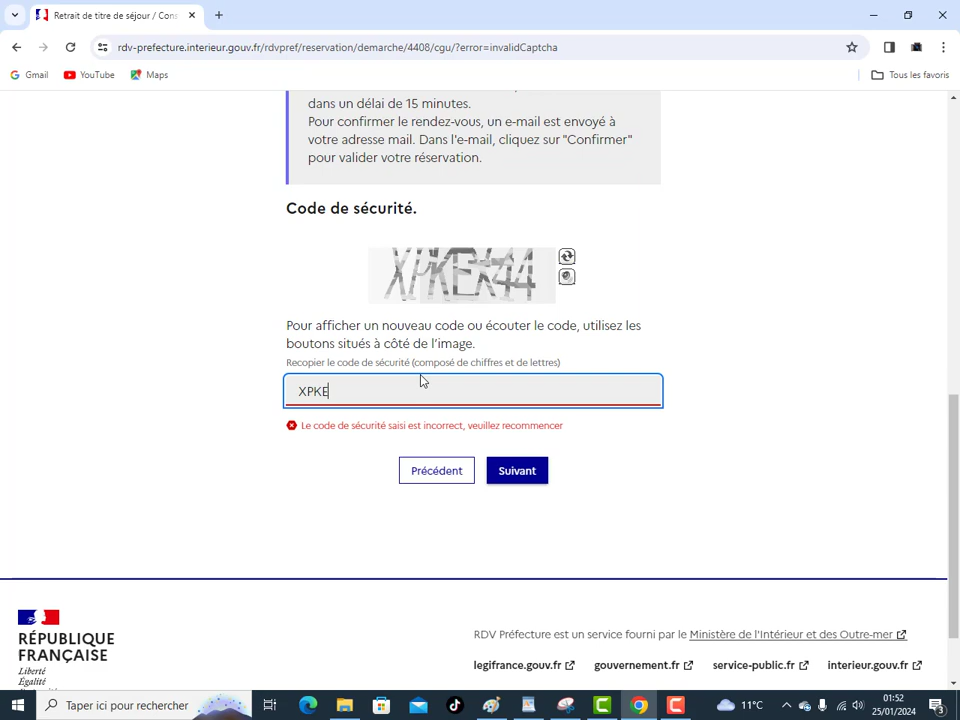 Retrait de titre de séjour / Cons
rdv-prefecture.interieur.gouv.fr/rdvpref/reservation/demarche/4408/cgu/?error=invalidCaptcha
Gmail YouTube Maps Tous les favoris
dans un délai de 15 minutes.
Pour confirmer le rendez-vous, un e-mail est envoyé à
votre adresse mail. Dans l'e-mail, cliquez sur "Confirmer"
pour valider votre réservation.
Code de sécurité.
XPKEX44
Pour afficher un nouveau code ou écouter le code, utilisez les
boutons situés à côté de l'image.
Recopier le code de sécurité (composé de chiffres et de lettres)
XPKE
Le code de sécurité saisi est incorrect, veuillez recommencer
Précédent Suivant
RÉPUBLIQUE
FRANÇAISE
Liberté
Égalité
RDV Préfecture est un service fourni par le Ministère de l'Intérieur et des Outre-mer
legifrance.gouv.fr gouvernement.fr service-public.fr interieur.gouv.fr
Taper ici pour rechercher
11°C
01:52
25/01/2024
3